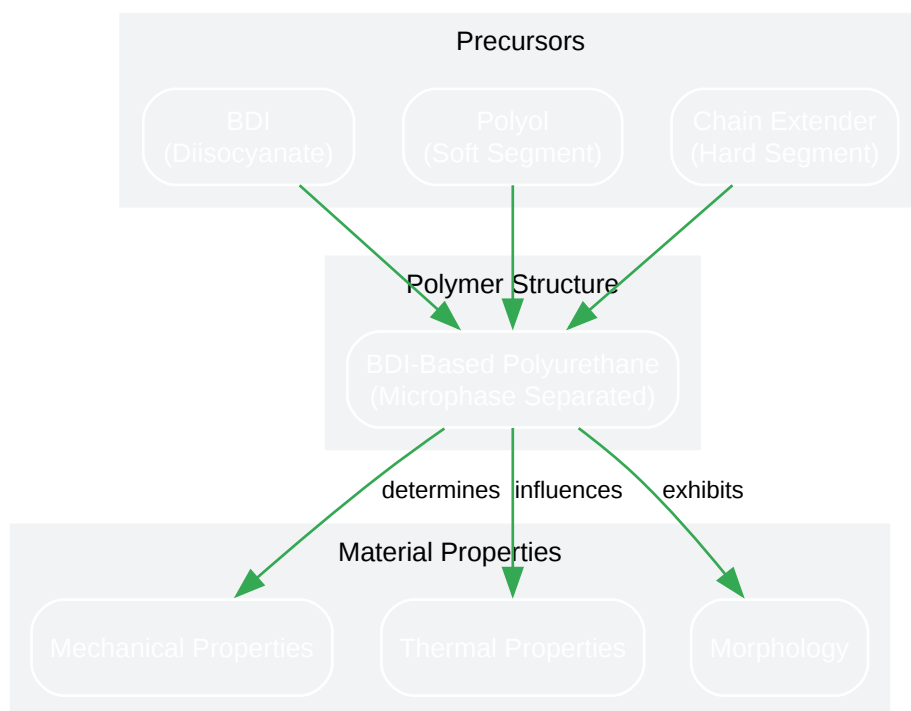 Precursors
BDI
(Diisocyanate)
Polyol
(Soft Segment)
Chain Extender
(Hard Segment)
Polymer Structure
BDI-Based Polyurethane
(Microphase Separated)
determines
influences
exhibits
Material Properties
Mechanical Properties
Thermal Properties
Morphology